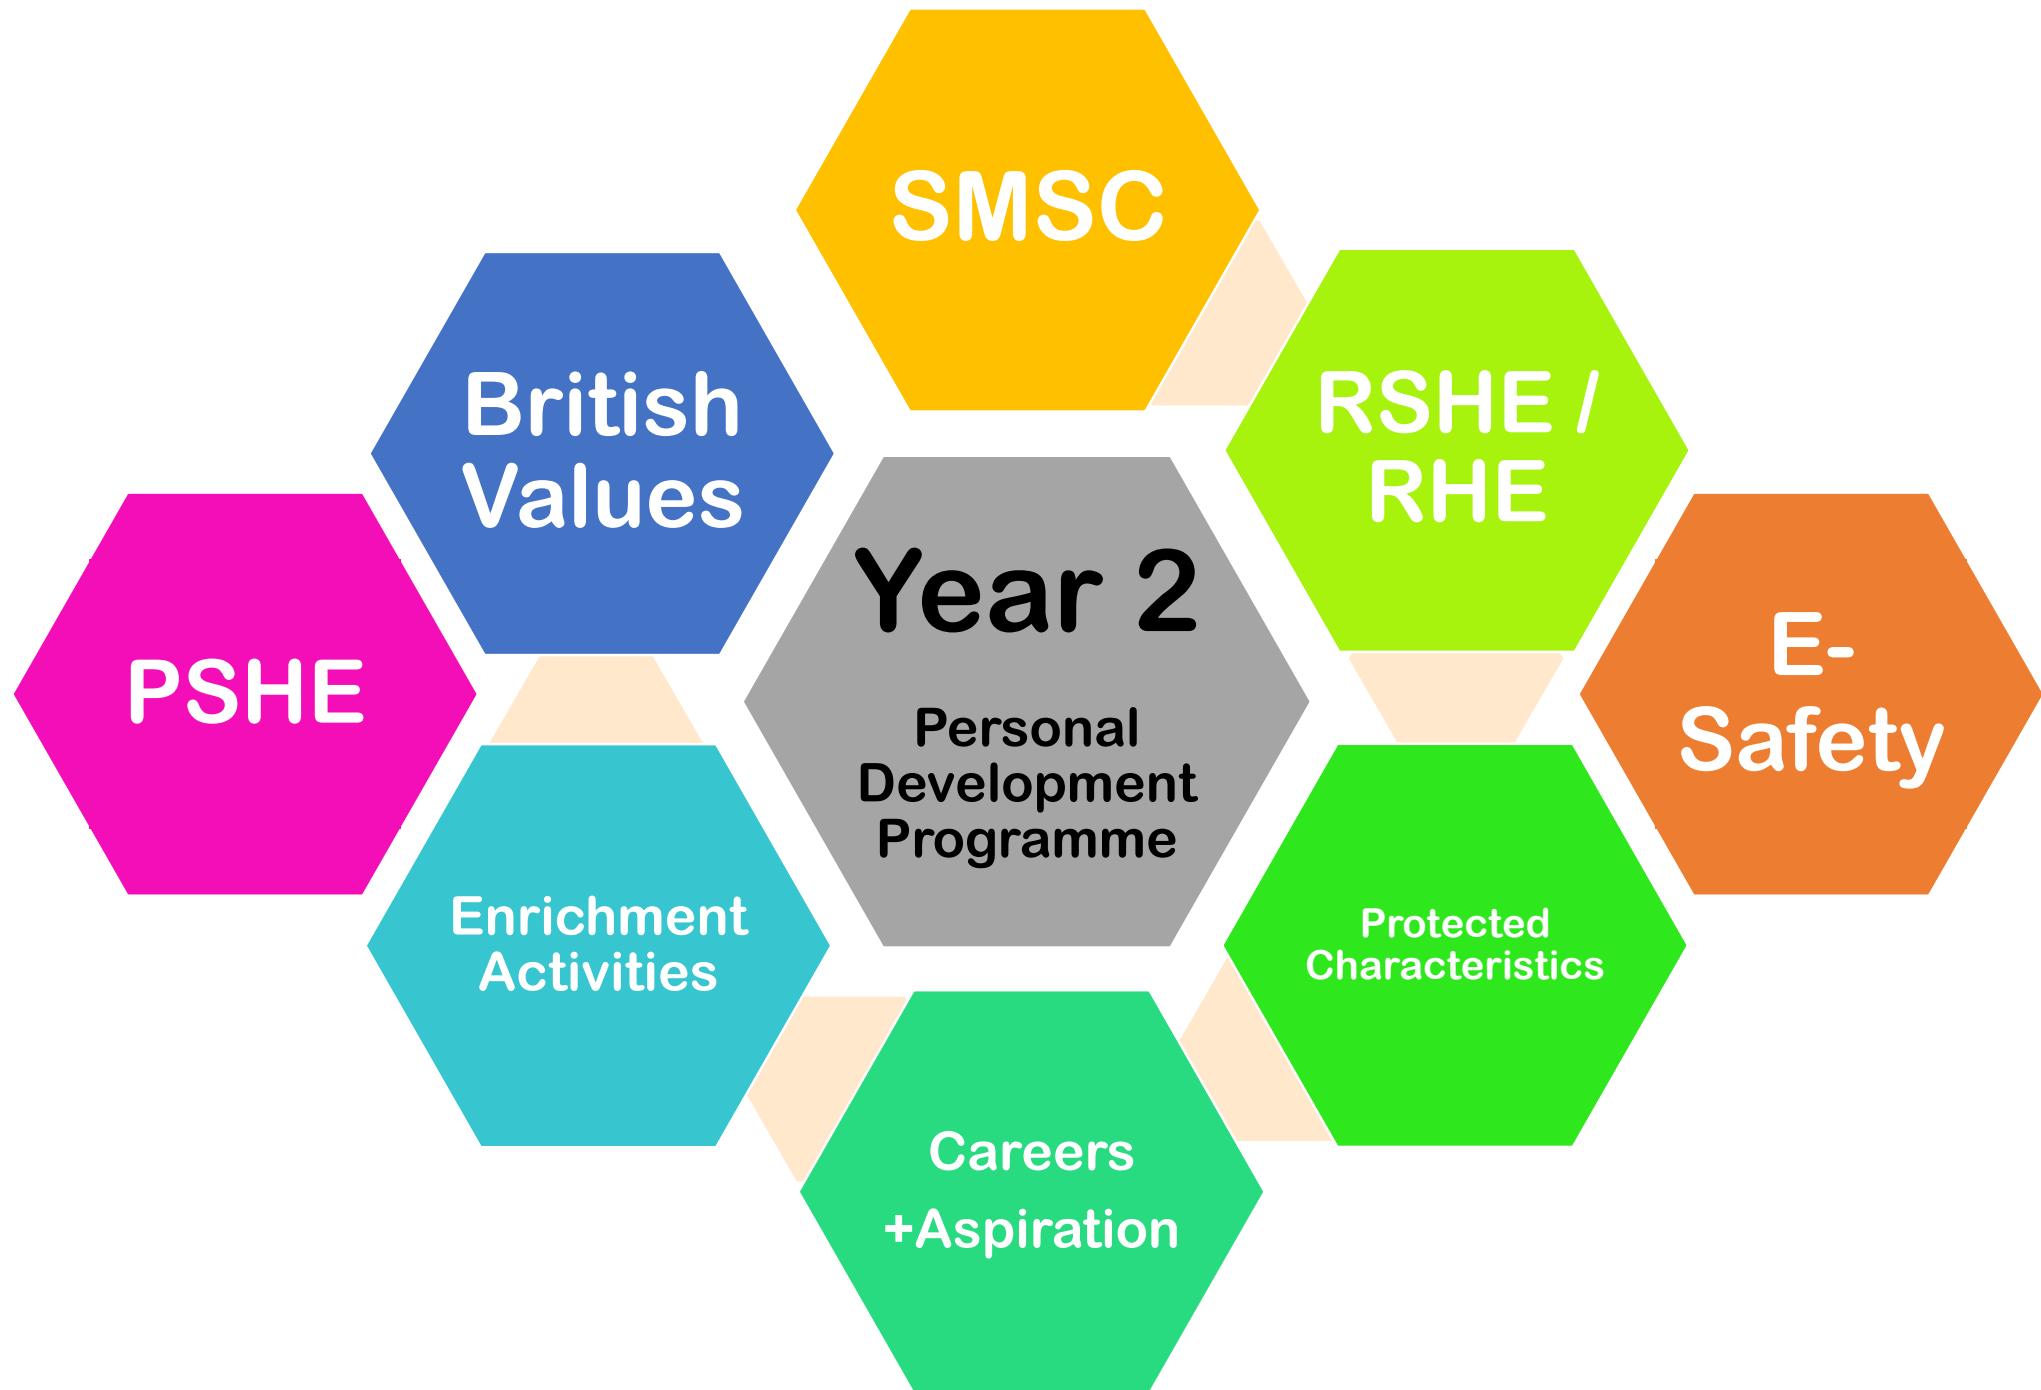 SMSC
British
Values
RSHE /
RHE
PSHE
Year 2
Personal
Development
Programme
E-
Safety
Enrichment
Activities
Protected
Characteristics
Careers
+Aspiration